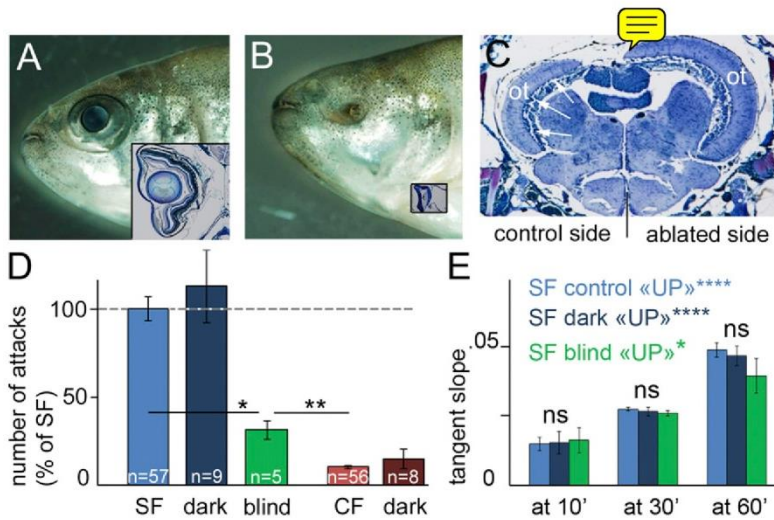 A
B
C
ot
ot
control side
ablated side
D
number of attacks
(% of SF)
100
50
0
*
**
n=57
n=9
n=5
n=56
n=8
SF
dark
blind
CF
dark
E
SF control «UP»****
SF dark «UP»****
SF blind «UP»*
tangent slope
.05
0
ns
ns
ns
at 10'
at 30'
at 60'